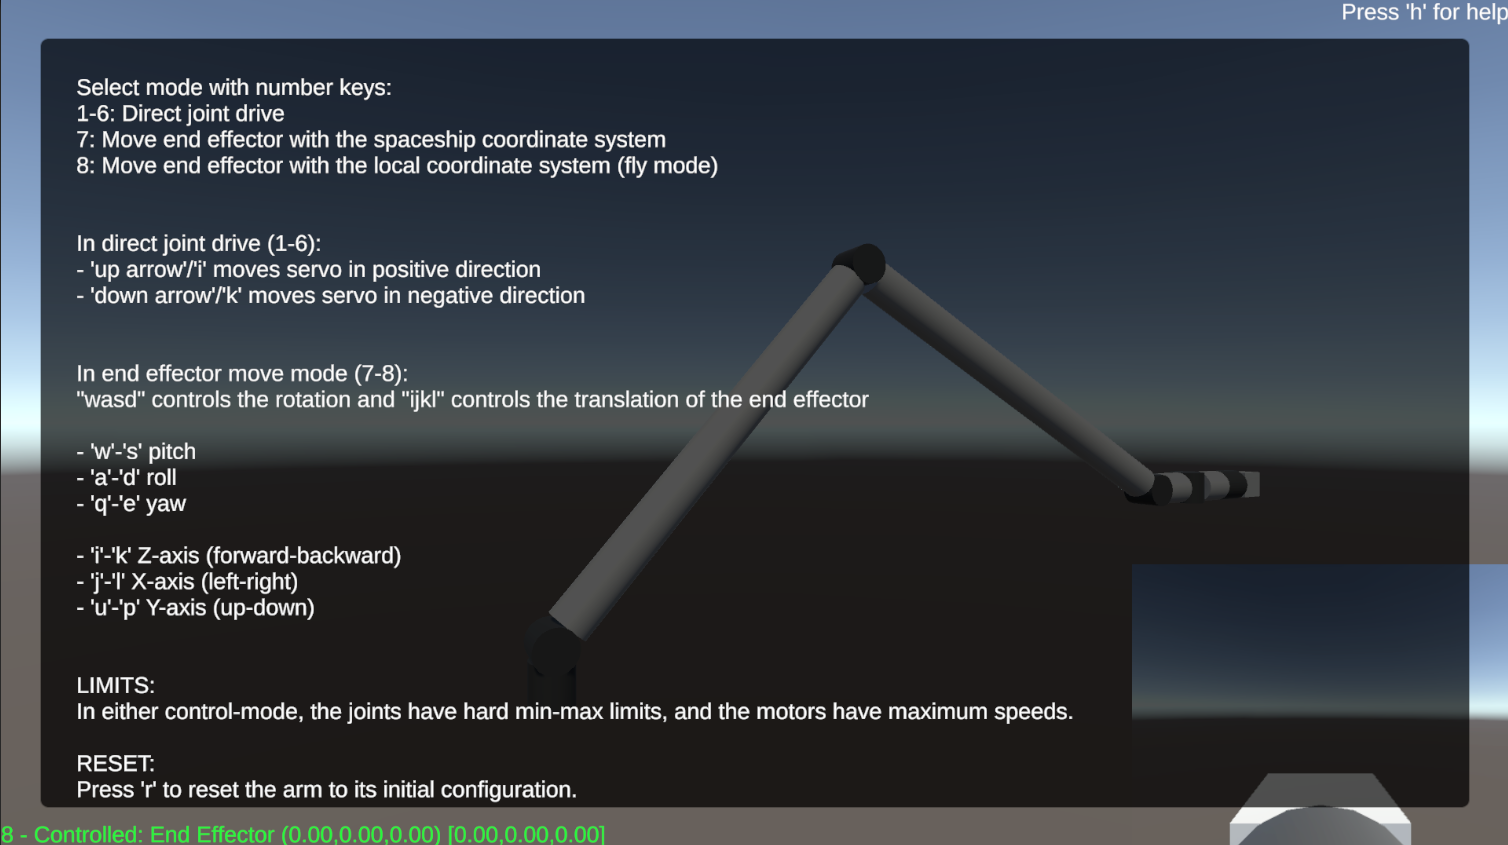 Press 'h' for help
Select mode with number keys:
1-6: Direct joint drive
7: Move end effector with the spaceship coordinate system
8: Move end effector with the local coordinate system (fly mode)
In direct joint drive (1-6):
- 'up arrow'/'i' moves servo in positive direction
- 'down arrow'/'k' moves servo in negative direction
In end effector move mode (7-8):
"wasd" controls the rotation and "ijkl" controls the translation of the end effector
- 'w'-'s' pitch
- 'a'-'d' roll
- 'q'-'e' yaw
- 'i'-'k' Z-axis (forward-backward)
- 'j'-'l' X-axis (left-right)
- 'u'-'p' Y-axis (up-down)
LIMITS:
In either control-mode, the joints have hard min-max limits, and the motors have maximum speeds.
RESET:
Press 'r' to reset the arm to its initial configuration.
8 - Controlled: End Effector (0.00,0.00,0.00) [0.00,0.00,0.00]